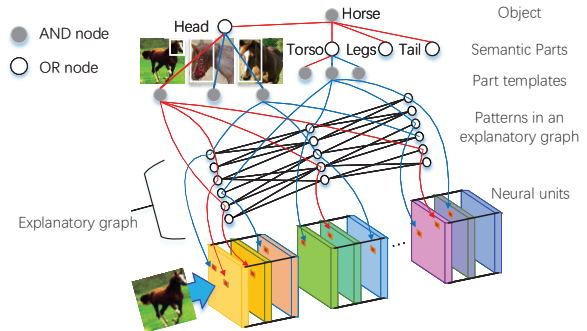 Horse
Object
Head
AND node
OR node
Torso
Legs
Tail
Semantic Parts
Part templates
Patterns in an
explanatory graph
Neural units
Explanatory graph
...